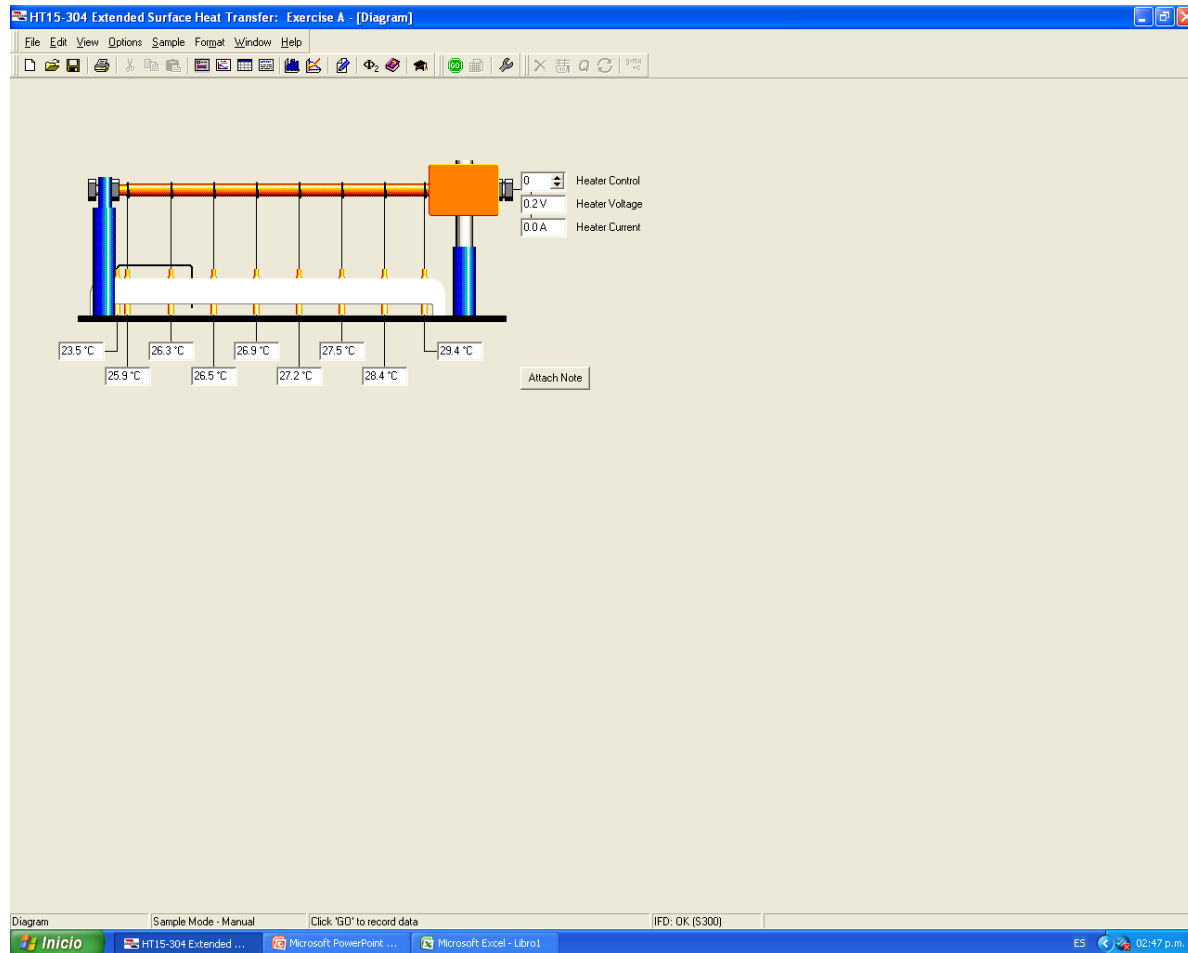 HT15-304 Extended Surface Heat Transfer: Exercise A - [Diagram]
File Edit View Options Sample Format Window Help
0 Heater Control
0.2 V Heater Voltage
0.0 A Heater Current
23.5 °C 26.3 °C 26.9 °C 27.5 °C 29.4 °C
25.9 °C 26.5 °C 27.2 °C 28.4 °C Attach Note
Diagram Sample Mode - Manual Click 'GO' to record data IFD: OK (S300)
Inicio HT15-304 Extended ... Microsoft PowerPoint ... Microsoft Excel - Libro1 ES 02:47 p.m.